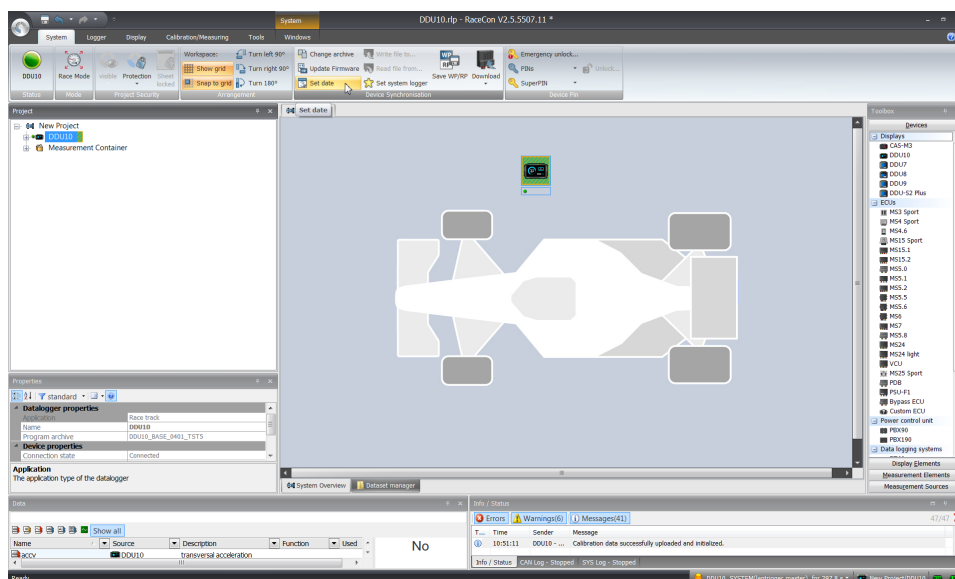 System
DDU10.rlp - RaceCon V2.5.5507.11 *
System Logger Display Calibration/Measuring Tools Windows
DDU10
Status
Race Mode
Mode
visible Protection Sheet locked
Project Security
Workspace:
Show grid
Snap to grid
Turn left 90°
Turn right 90°
Turn 180°
Arrangement
Change archive
Update Firmware
Set date
Write file to...
Read file from...
Set system logger
Save WP/RP
Download
Device Synchronisation
Emergency unlock...
PINs
SuperPIN
Unlock...
Device Pin
Project
New Project
DDU10
Measurement Container
Set date
Properties
standard
Datalogger properties
Application Race track
Name DDU10
Program archive DDU10_BASE_0401_TST5
Device properties
Connection state Connected
Application
The application type of the datalogger
System Overview Dataset manager
Toolbox
Devices
Displays
CAS-M3
DDU10
DDU7
DDU8
DDU9
DDU-S2 Plus
ECUs
MS3 Sport
MS4 Sport
MS4.6
MS15 Sport
MS15.1
MS15.2
MS5.0
MS5.1
MS5.2
MS5.5
MS5.6
MS6
MS7
MS5.8
MS24
MS24 light
VCU
MS25 Sport
PDB
PSU-F1
Bypass ECU
Custom ECU
Power control unit
PBX90
PBX190
Data logging systems
Display Elements
Measurement Elements
Measurement Sources
Data
Show all
Name Source Description Function Used
accv DDU10 transversal acceleration
No
Info / Status
Errors Warnings(6) Messages(41) 47/47
T... Time Sender Message
10:51:11 DDU10 - ... Calibration data successfully uploaded and initialized.
Info / Status CAN Log - Stopped SYS Log - Stopped
Ready
New Project/DDU10